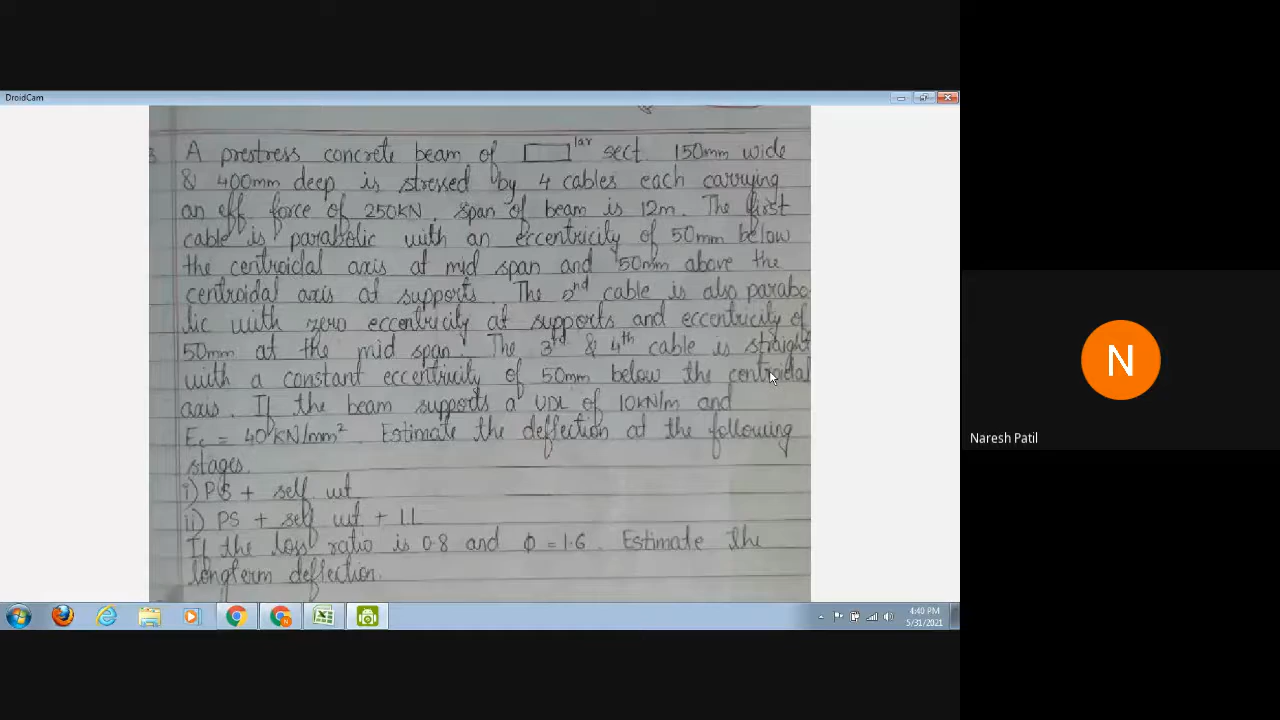 DroidCam
A prestress concrete beam of lar sect 150mm wide
& 400mm deep is stressed by 4 cables each carrying
an eff force of 250KN. Span of beam is 12m. The first
cable is parabolic with an eccentricity of 50mm below
the centroidal axis at mid span and 50mm above the
centroidal axis at supports. The 2nd cable is also parabo-
lic with zero eccentricity at supports and eccentricity of
50mm at the mid span. The 3rd & 4th cable is straight
with a constant eccentricity of 50mm below the centroidal
axis. If the beam supports a UDL of 10KN/m and
Ec = 40 KN/mm². Estimate the deflection at the following
stages.
i) PS + self wt
ii) PS + self wt + LL
If the loss ratio is 0.8 and φ = 1.6. Estimate the
longterm deflection.
N
Naresh Patil
4:40 PM
5/31/2021